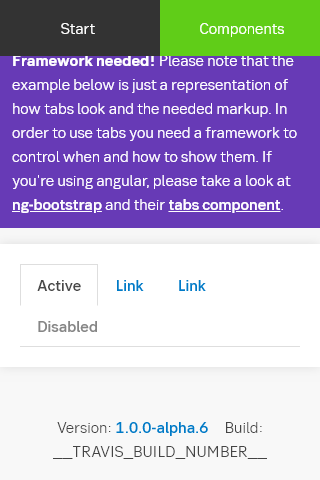 Start
Components
Framework needed! Please note that the
example below is just a representation of
how tabs look and the needed markup. In
order to use tabs you need a framework to
control when and how to show them. If
you're using angular, please take a look at
ng-bootstrap and their tabs component.
Active
Link
Link
Disabled
Version: 1.0.0-alpha.6 Build:
__TRAVIS_BUILD_NUMBER__